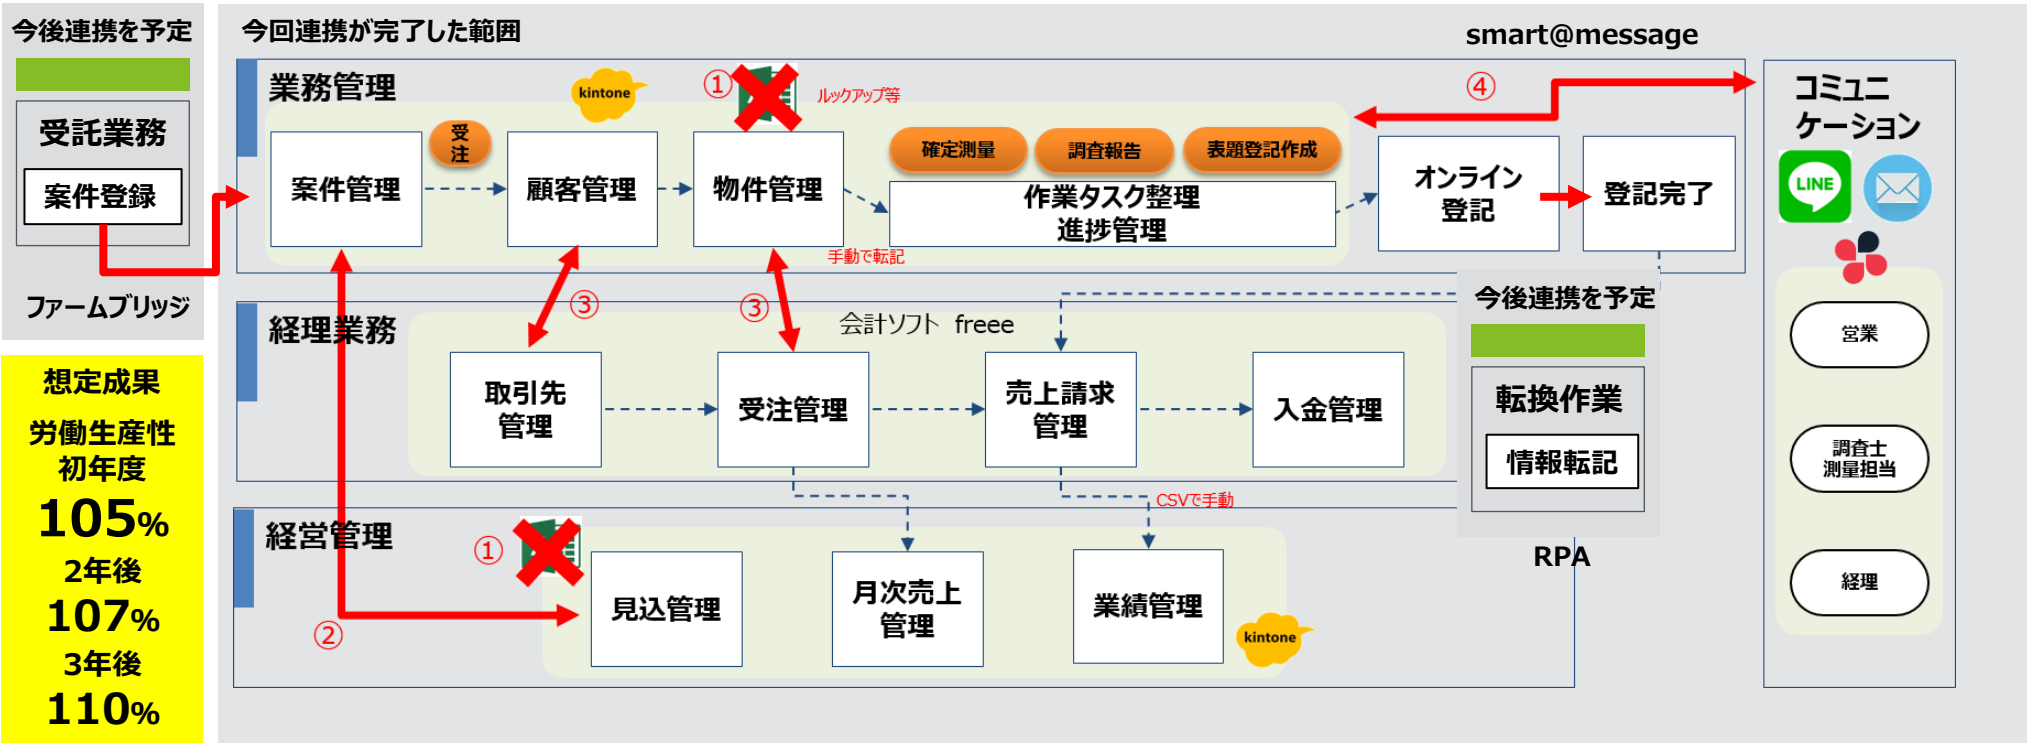 今後連携を予定
受託業務
案件登録
ファームブリッジ
想定成果
労働生産性
初年度
105%
2年後
107%
3年後
110%
今回連携が完了した範囲
smart@message
業務管理
kintone
①
ルックアップ等
④
受
注
確定測量
調査報告
表題登記作成
案件管理
顧客管理
物件管理
作業タスク整理
進捗管理
オンライン
登記
登記完了
手動で転記
③
③
経理業務
会計ソフト freee
取引先
管理
受注管理
売上請求
管理
入金管理
今後連携を予定
転換作業
情報転記
RPA
CSVで手動
経営管理
①
②
見込管理
月次売上
管理
業績管理
kintone
コミュニ
ケーション
LINE
営業
調査士
測量担当
経理